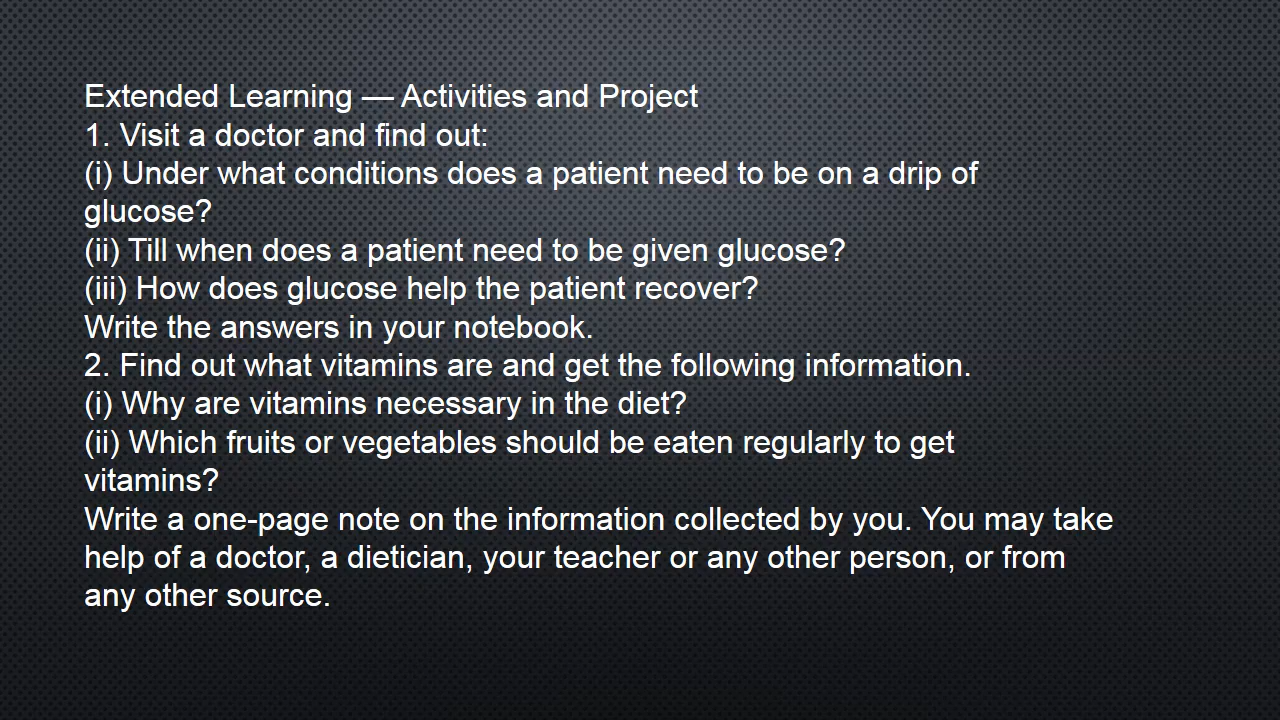 Extended Learning — Activities and Project
1. Visit a doctor and find out:
(i) Under what conditions does a patient need to be on a drip of
glucose?
(ii) Till when does a patient need to be given glucose?
(iii) How does glucose help the patient recover?
Write the answers in your notebook.
2. Find out what vitamins are and get the following information.
(i) Why are vitamins necessary in the diet?
(ii) Which fruits or vegetables should be eaten regularly to get
vitamins?
Write a one-page note on the information collected by you. You may take
help of a doctor, a dietician, your teacher or any other person, or from
any other source.